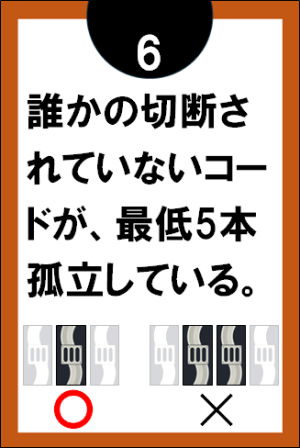 6
誰かの切断さ
れていないコー
ドが、最低5本
孤立している。